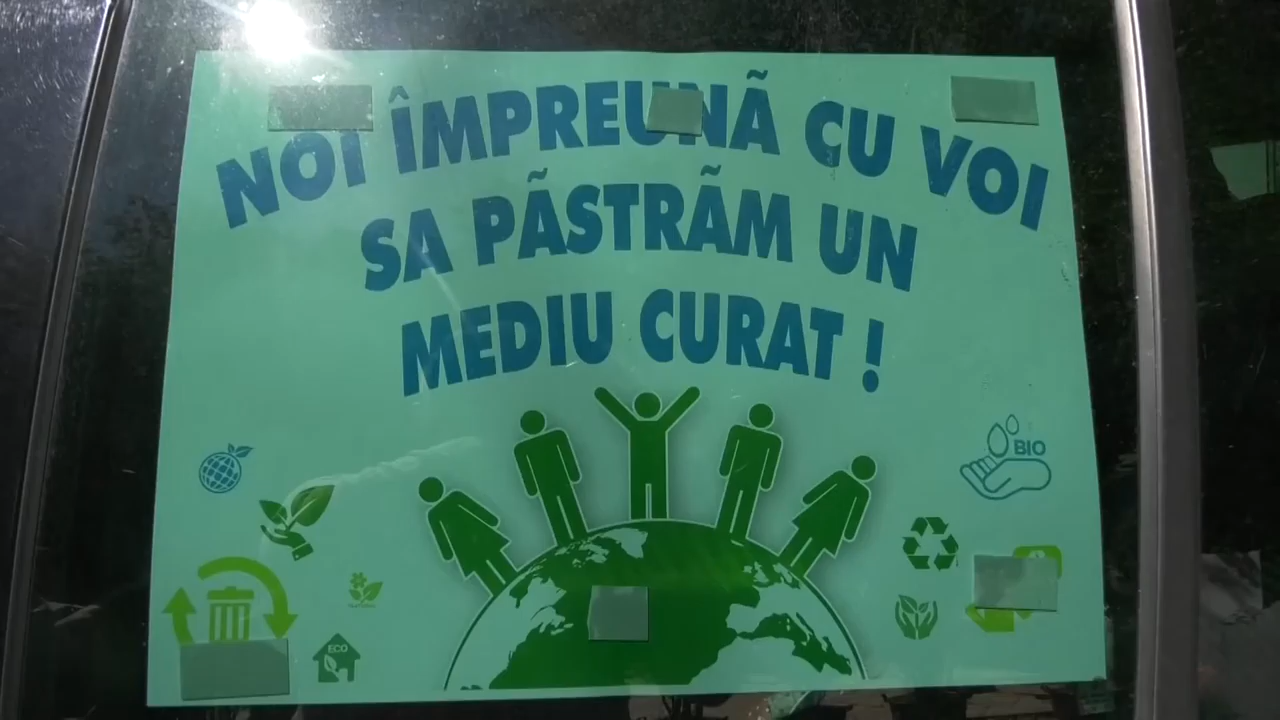 NOI ÎMPREUNÃ CU VOI
SA PÃSTRÃM UN
MEDIU CURAT !
BIO
ECO